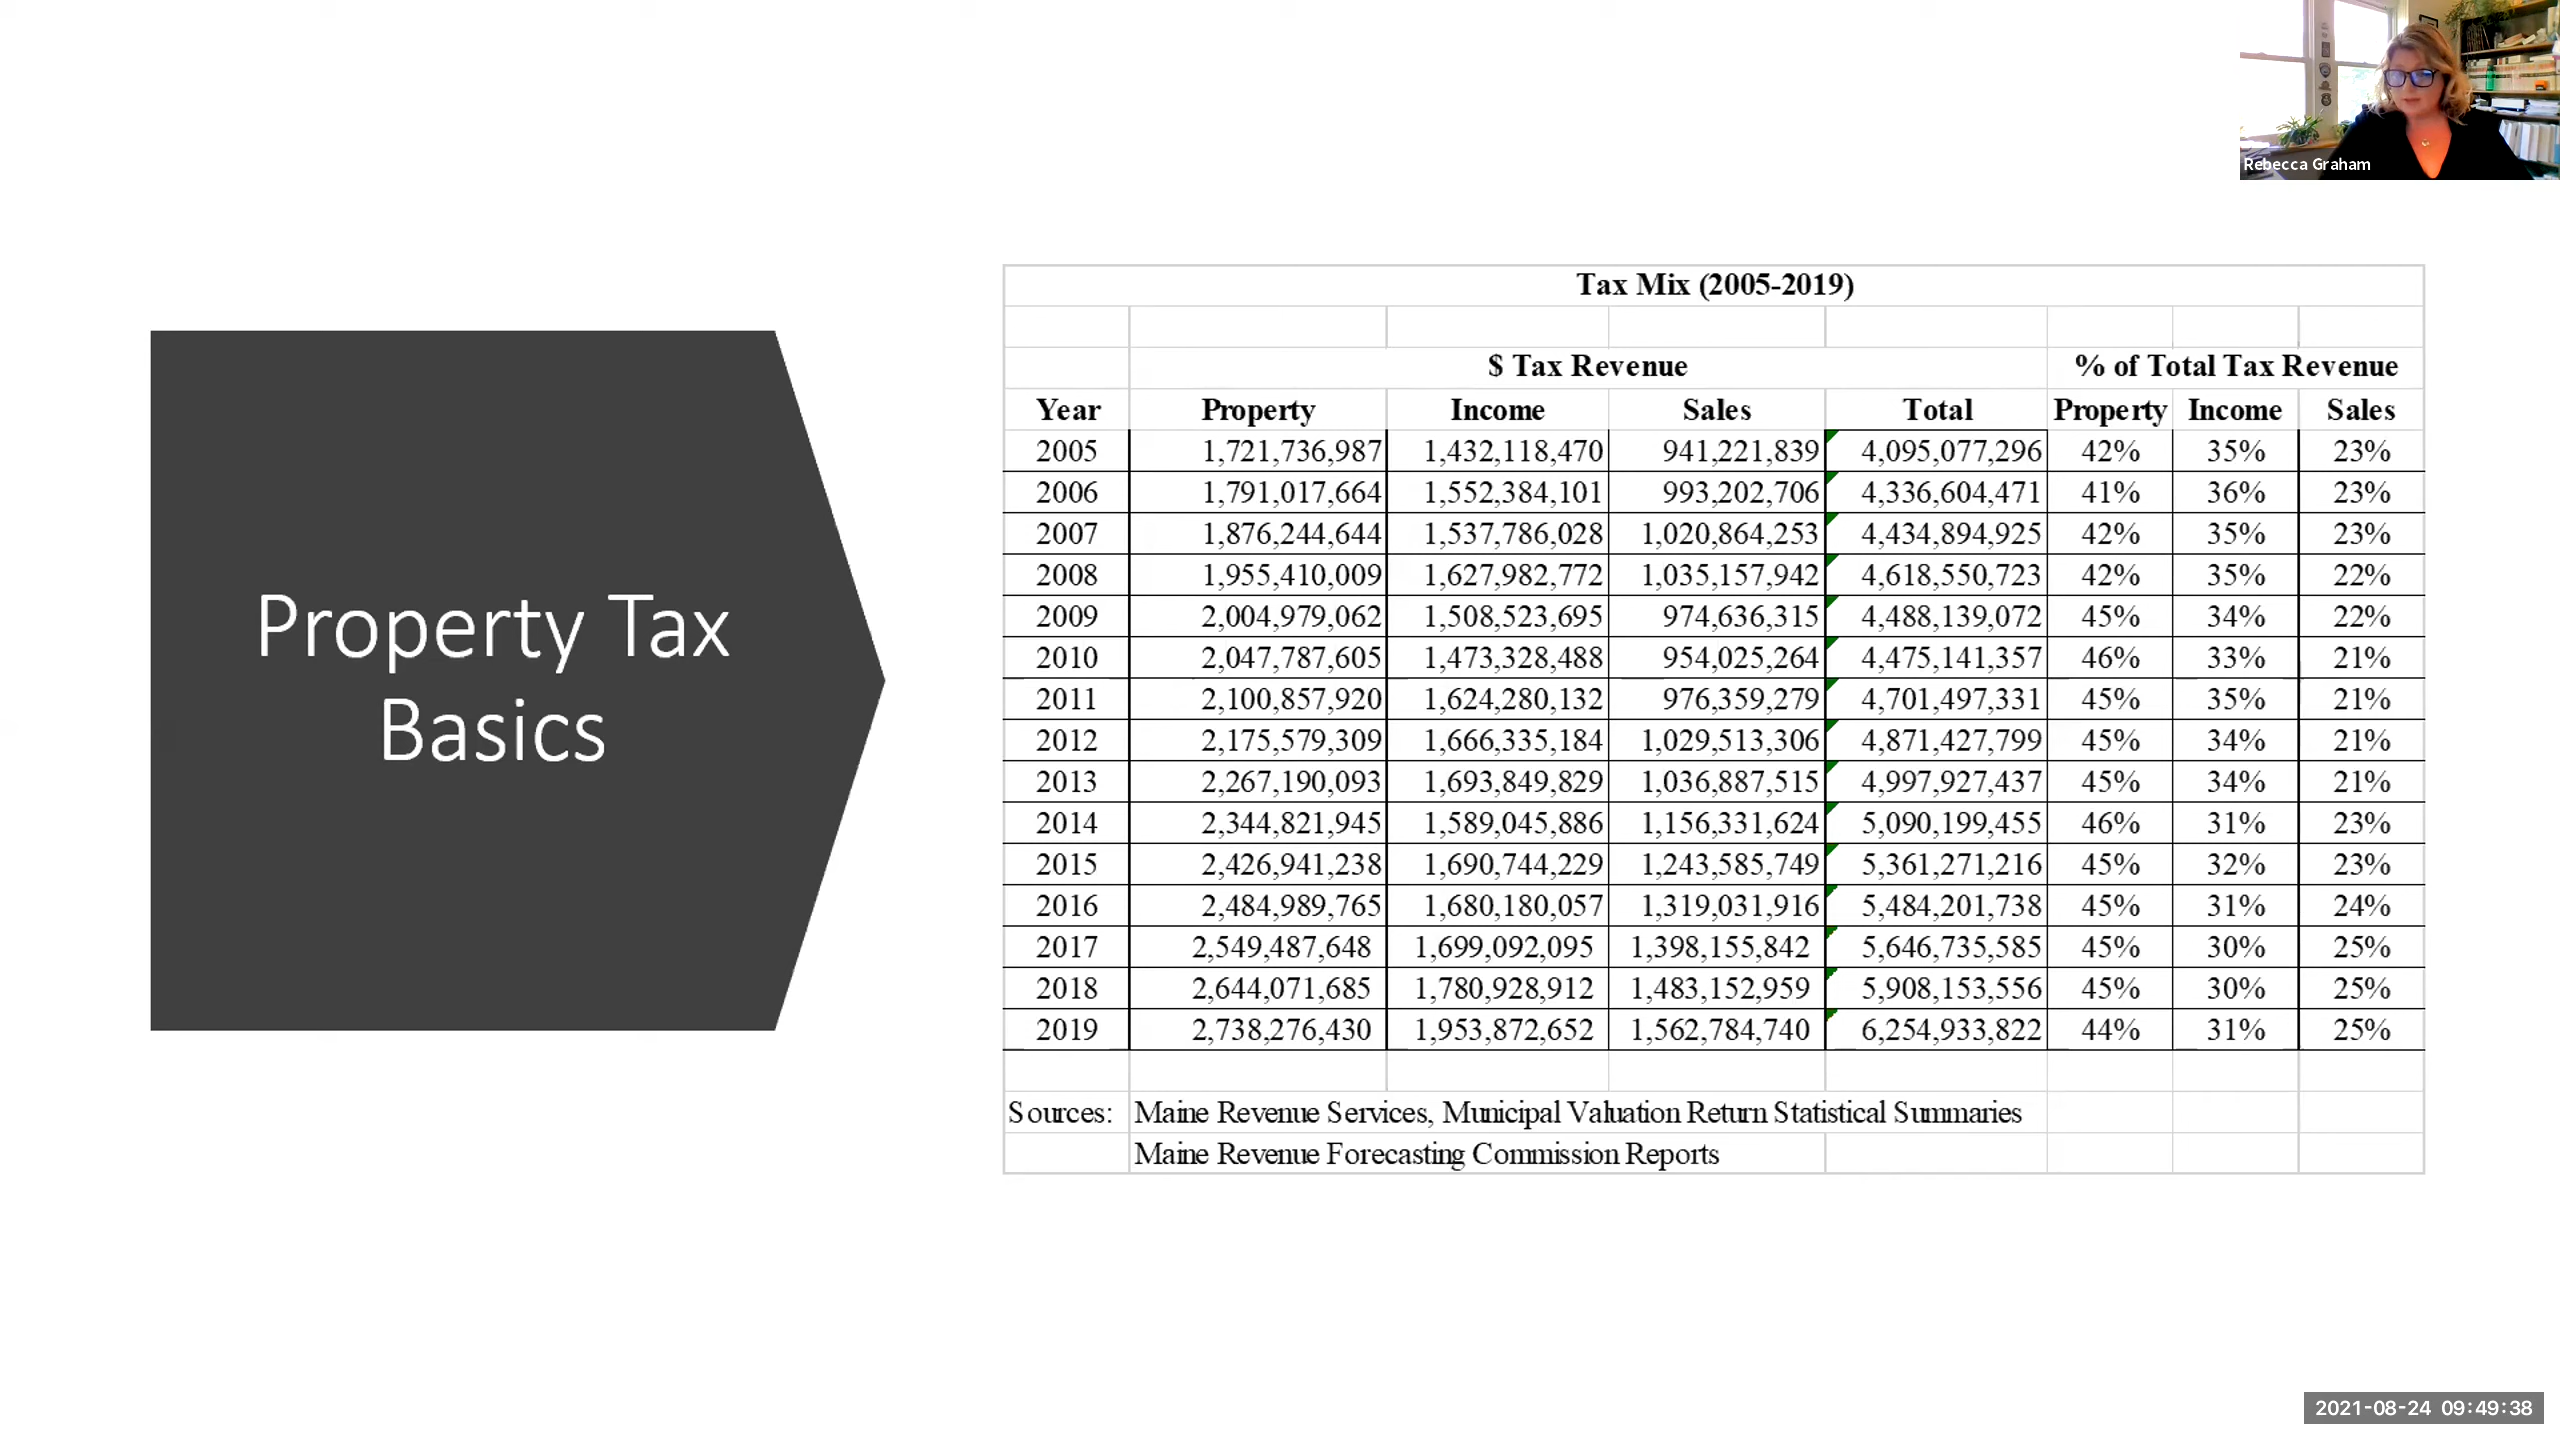 Rebecca Graham
Property Tax
Basics
Tax Mix (2005-2019)
$ Tax Revenue % of Total Tax Revenue
Year Property Income Sales Total Property Income Sales
2005 1,721,736,987 1,432,118,470 941,221,839 4,095,077,296 42% 35% 23%
2006 1,791,017,664 1,552,384,101 993,202,706 4,336,604,471 41% 36% 23%
2007 1,876,244,644 1,537,786,028 1,020,864,253 4,434,894,925 42% 35% 23%
2008 1,955,410,009 1,627,982,772 1,035,157,942 4,618,550,723 42% 35% 22%
2009 2,004,979,062 1,508,523,695 974,636,315 4,488,139,072 45% 34% 22%
2010 2,047,787,605 1,473,328,488 954,025,264 4,475,141,357 46% 33% 21%
2011 2,100,857,920 1,624,280,132 976,359,279 4,701,497,331 45% 35% 21%
2012 2,175,579,309 1,666,335,184 1,029,513,306 4,871,427,799 45% 34% 21%
2013 2,267,190,093 1,693,849,829 1,036,887,515 4,997,927,437 45% 34% 21%
2014 2,344,821,945 1,589,045,886 1,156,331,624 5,090,199,455 46% 31% 23%
2015 2,426,941,238 1,690,744,229 1,243,585,749 5,361,271,216 45% 32% 23%
2016 2,484,989,765 1,680,180,057 1,319,031,916 5,484,201,738 45% 31% 24%
2017 2,549,487,648 1,699,092,095 1,398,155,842 5,646,735,585 45% 30% 25%
2018 2,644,071,685 1,780,928,912 1,483,152,959 5,908,153,556 45% 30% 25%
2019 2,738,276,430 1,953,872,652 1,562,784,740 6,254,933,822 44% 31% 25%
Sources: Maine Revenue Services, Municipal Valuation Return Statistical Summaries
Maine Revenue Forecasting Commission Reports
2021-08-24 09:49:38